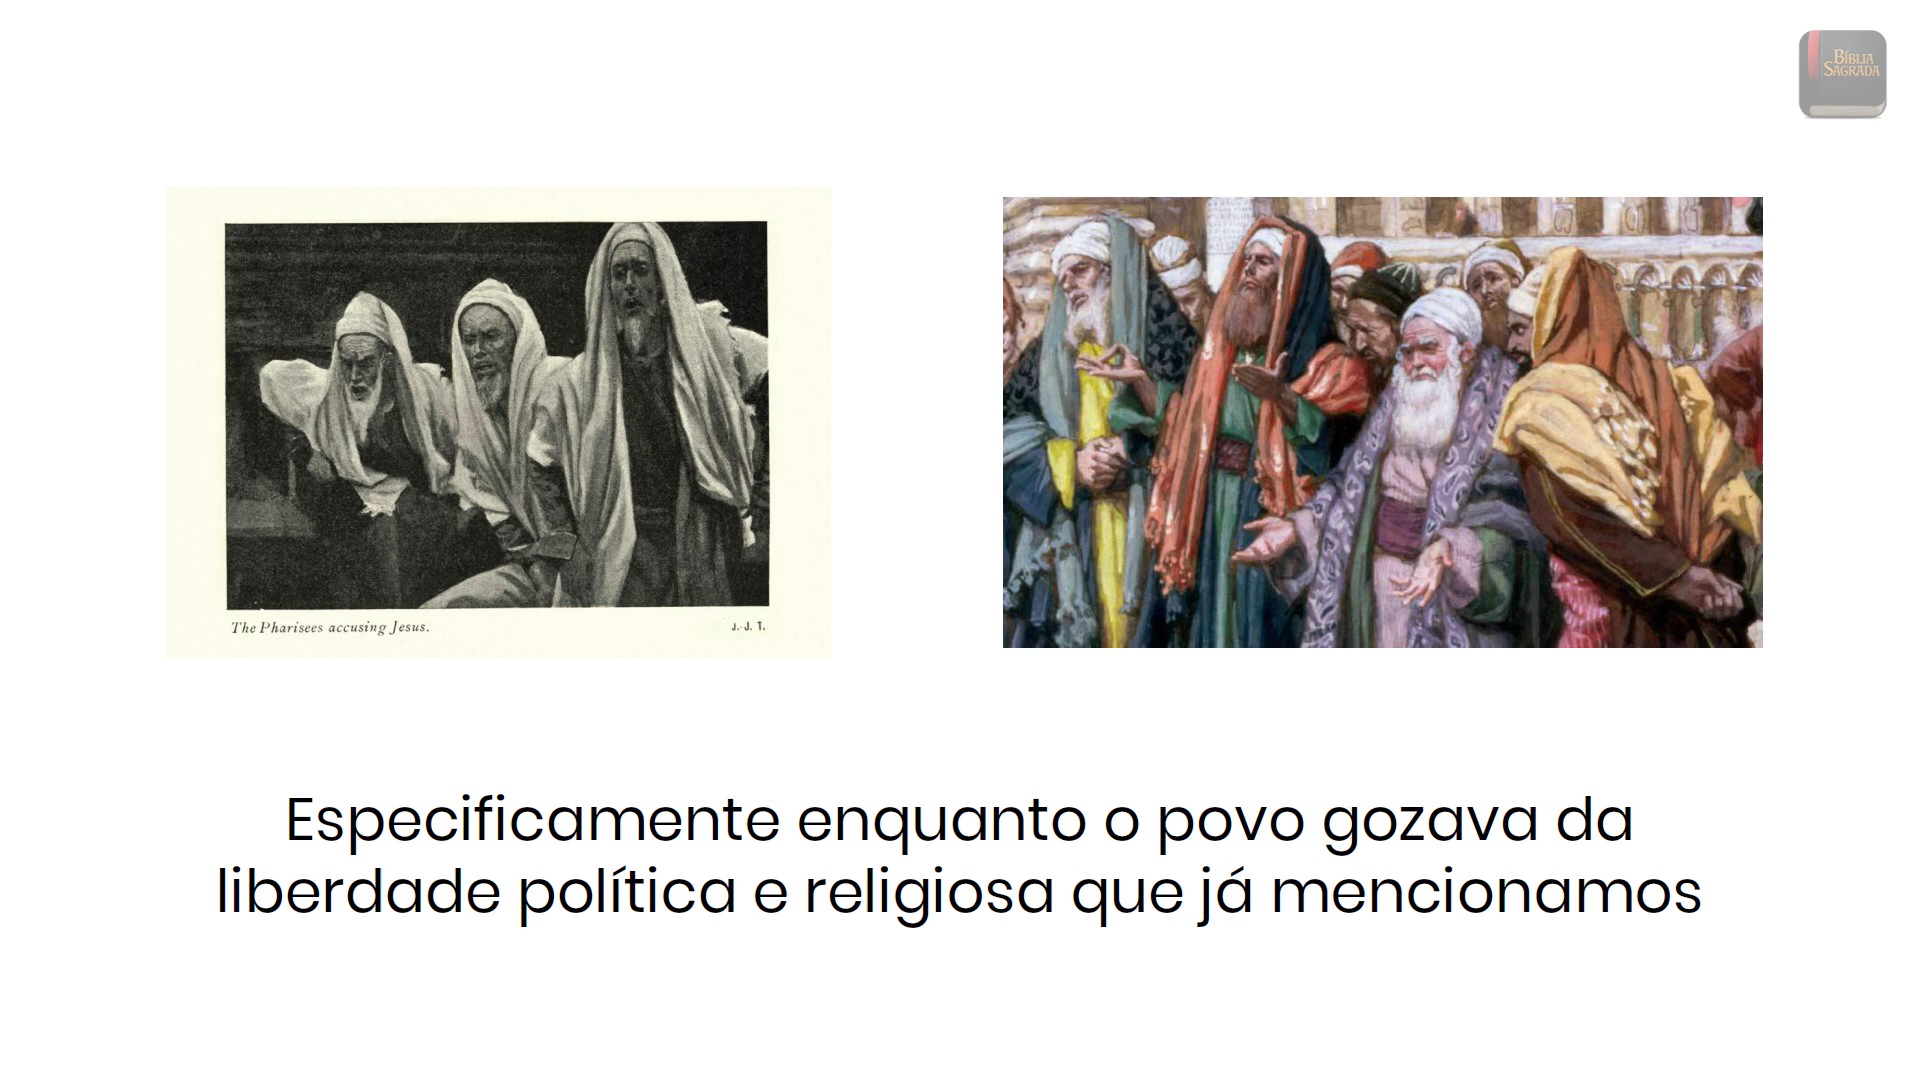 BÍBLIA
SAGRADA
The Pharisees accusing Jesus.
J.-J. T.
Especificamente enquanto o povo gozava da
liberdade política e religiosa que já mencionamos